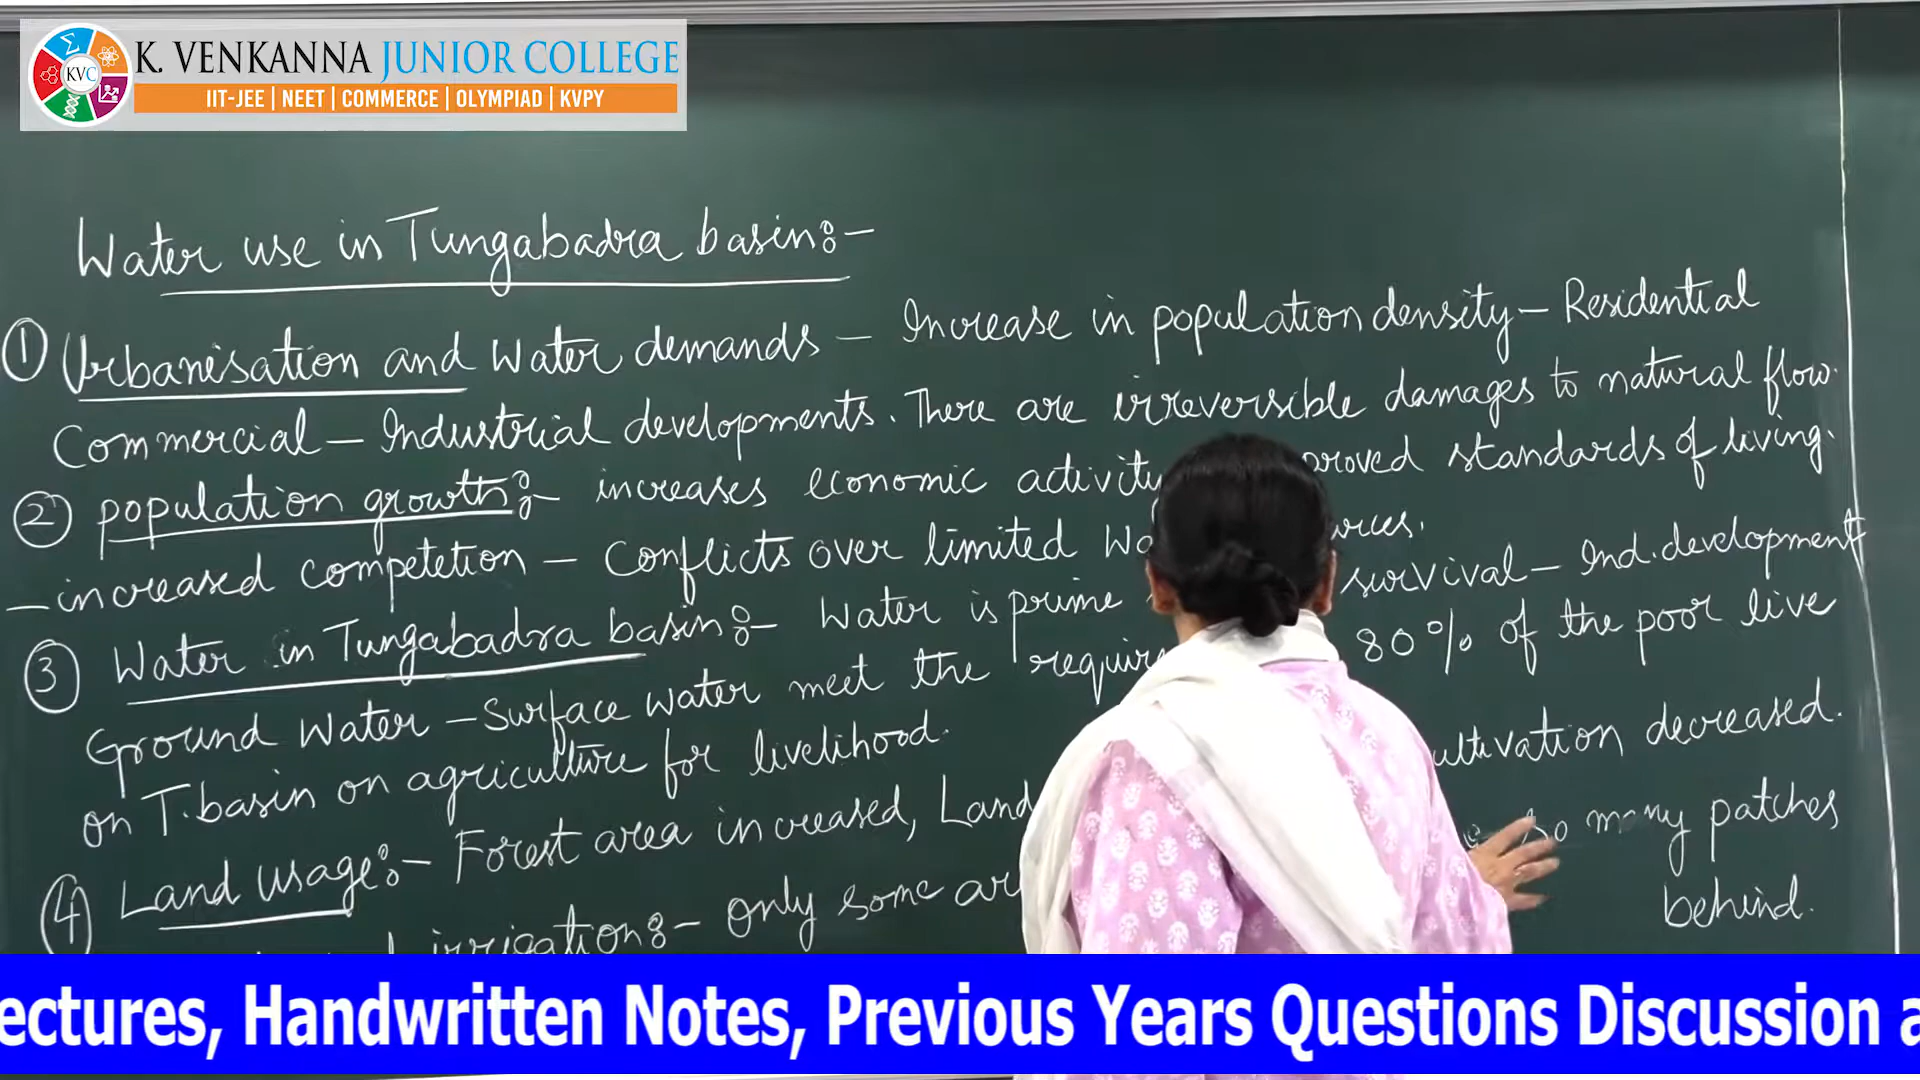 K. VENKANNA JUNIOR COLLEGE
KVC
IIT-JEE | NEET | COMMERCE | OLYMPIAD | KVPY
Water use in Tungabadra basin:-
① Urbanisation and Water demands – Increase in population density – Residential
Commercial – Industrial developments. There are irreversible damages to natural flow.
② population growth:- increases economic activity proved standards of living.
– increased competetion – Conflicts over limited Wa urces.
③ Water in Tungabadra basin:- Water is prime survival – Ind. development
Ground Water – Surface water meet the requir 80% of the poor live
on T. basin on agriculture for livelihood.
④ Land usage:- Forest area increased, Land ultivation decreased.
irrigation:- Only some ar so many patches
behind.
ectures, Handwritten Notes, Previous Years Questions Discussion a